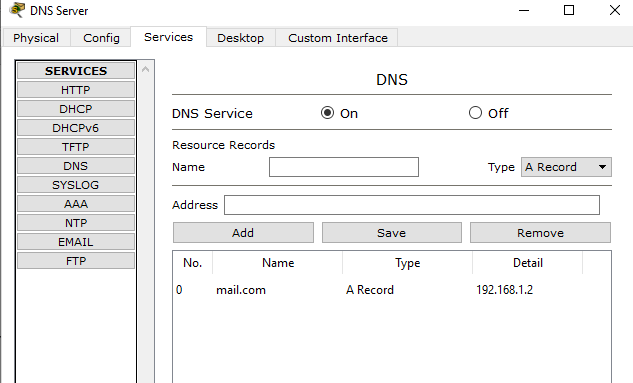 DNS Server
Physical Config Services Desktop Custom Interface
SERVICES
HTTP
DHCP
DHCPv6
TFTP
DNS
SYSLOG
AAA
NTP
EMAIL
FTP
DNS
DNS Service On Off
Resource Records
Name Type A Record
Address
Add Save Remove
No. Name Type Detail
0 mail.com A Record 192.168.1.2